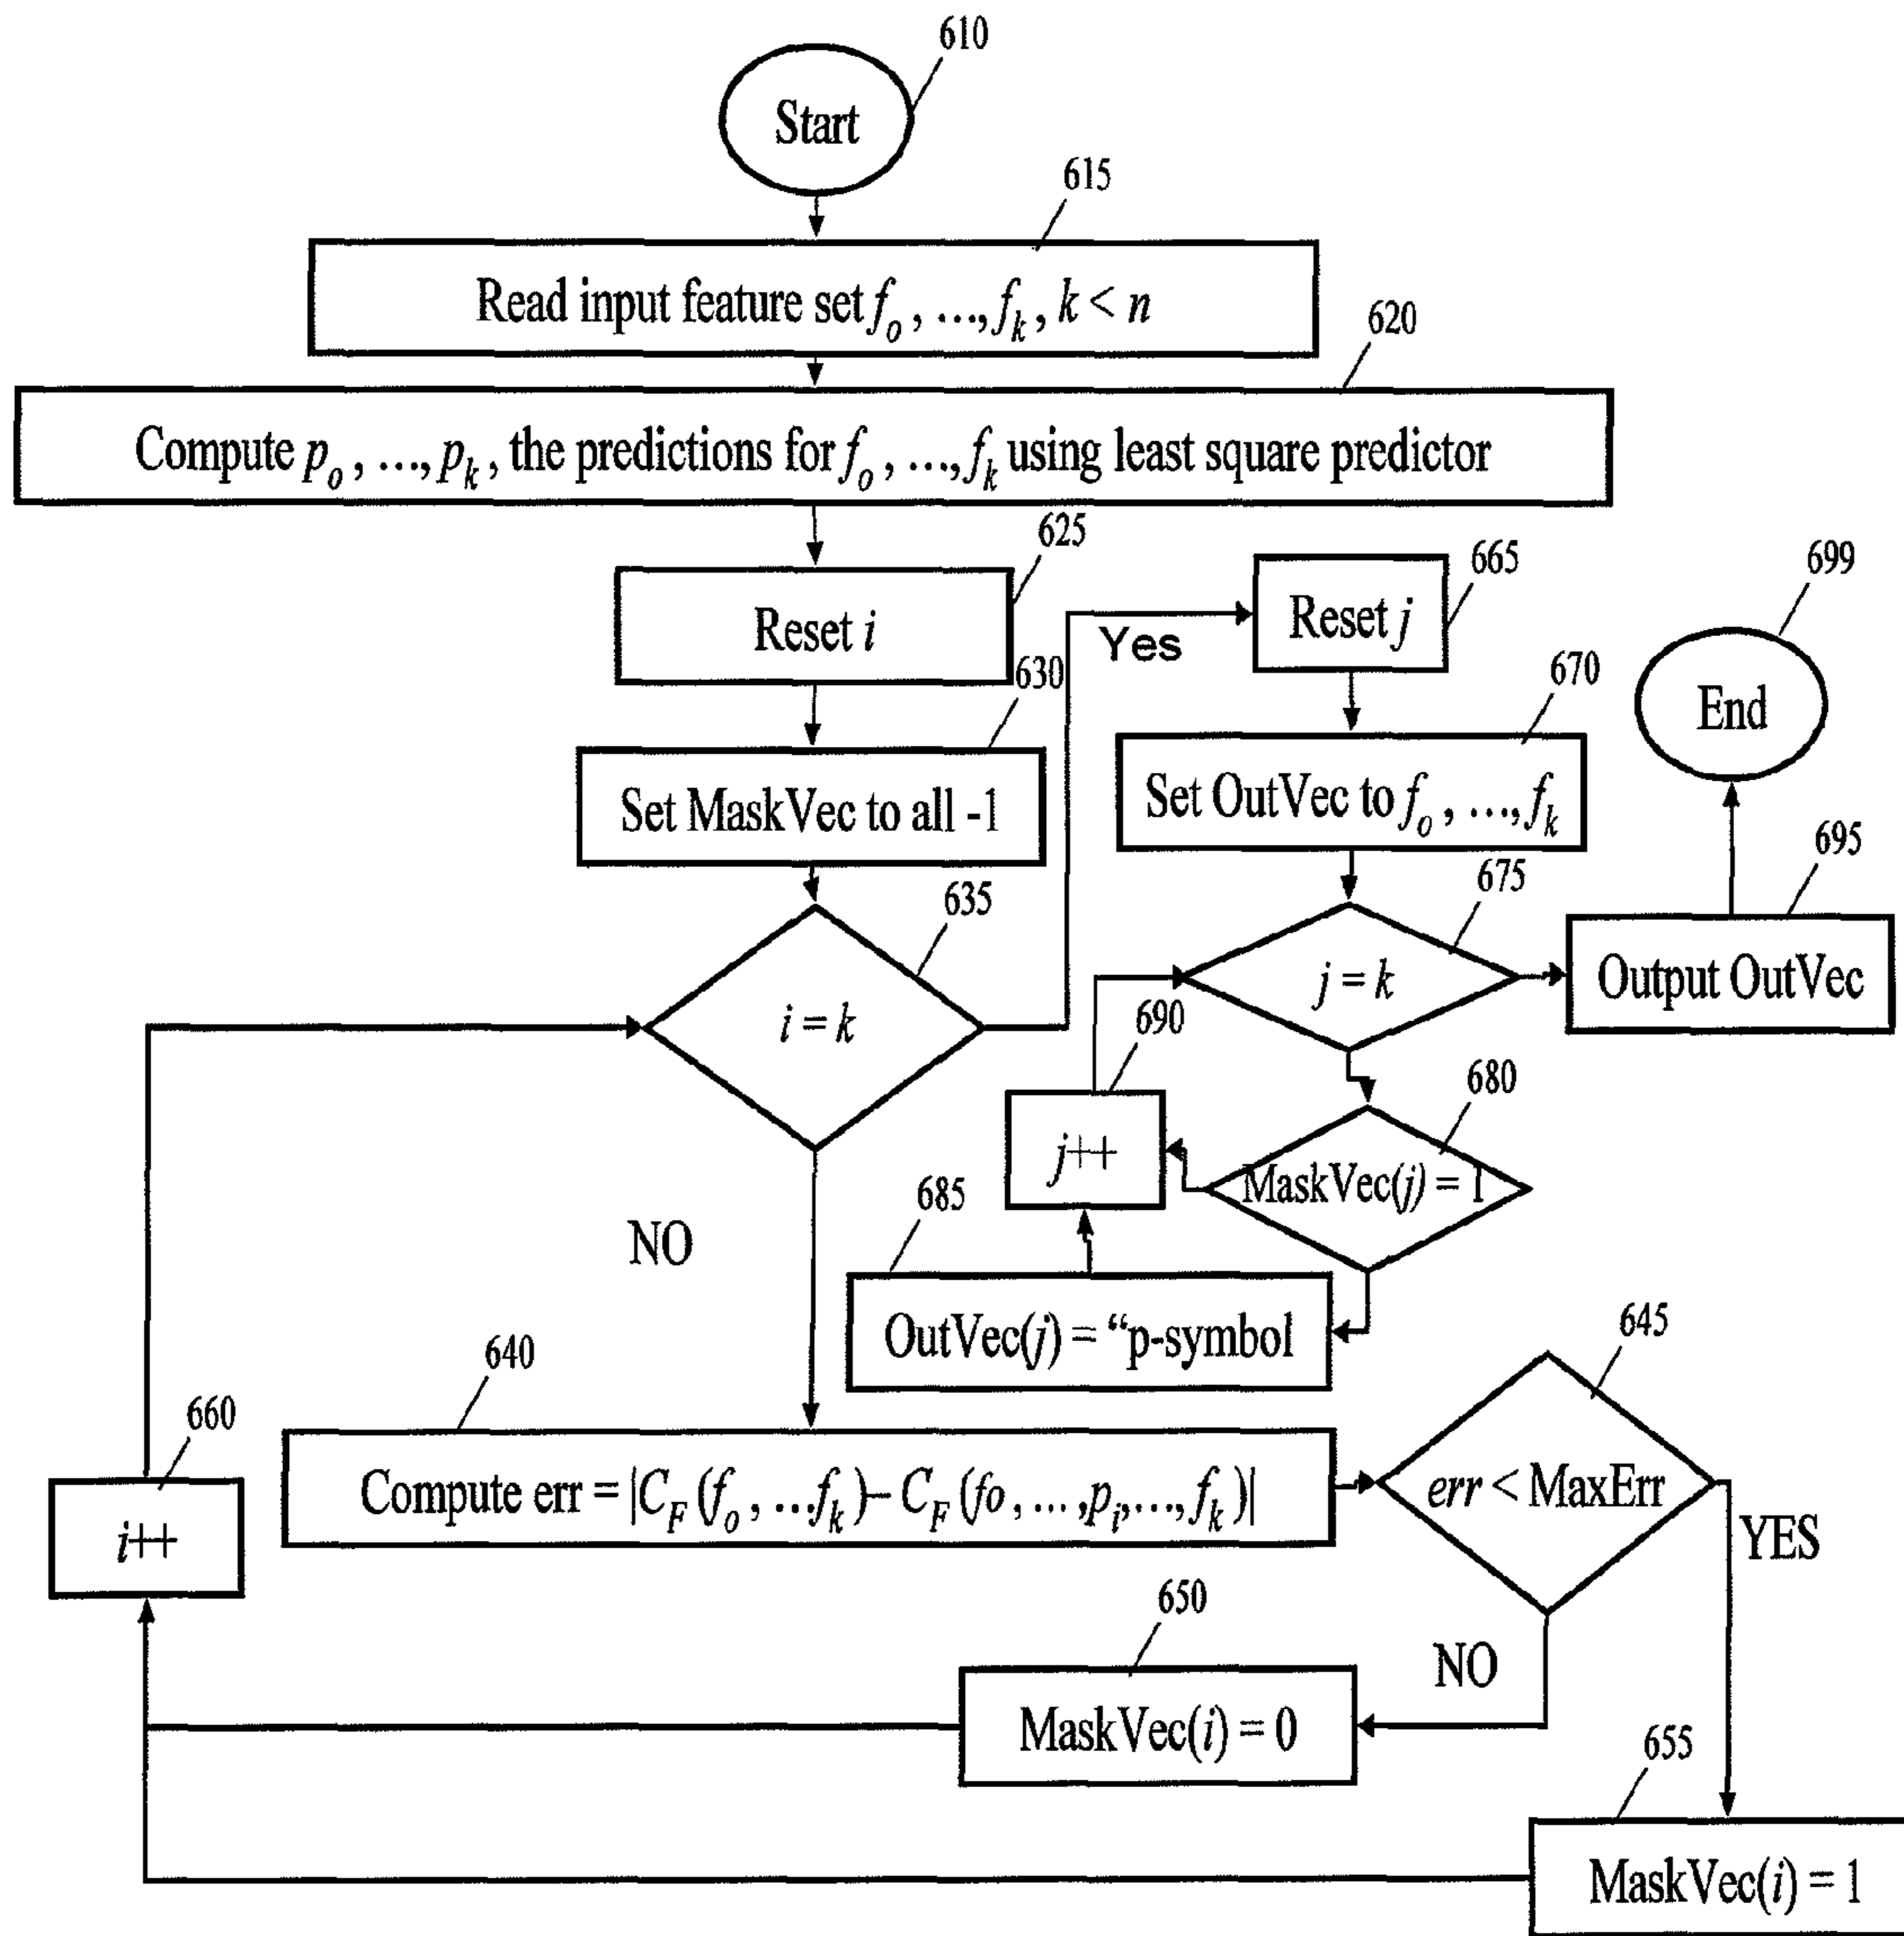 610
Start
615
Read input feature set f_o , ..., f_k , k < n
620
Compute p_o , ..., p_k , the predictions for f_o , ..., f_k using least square predictor
625
Reset i
630
Set MaskVec to all -1
635
i = k
Yes
NO
665
Reset j
670
Set OutVec to f_o , ..., f_k
675
j = k
699
End
695
Output OutVec
690
j++
680
MaskVec(j) = 1
685
OutVec(j) = “p-symbol
640
Compute err = |C_F (f_o , ...f_k) – C_F (fo , ... ,p_i,..., f_k)|
645
err < MaxErr
YES
NO
660
i++
650
MaskVec(i) = 0
655
MaskVec(i) = 1